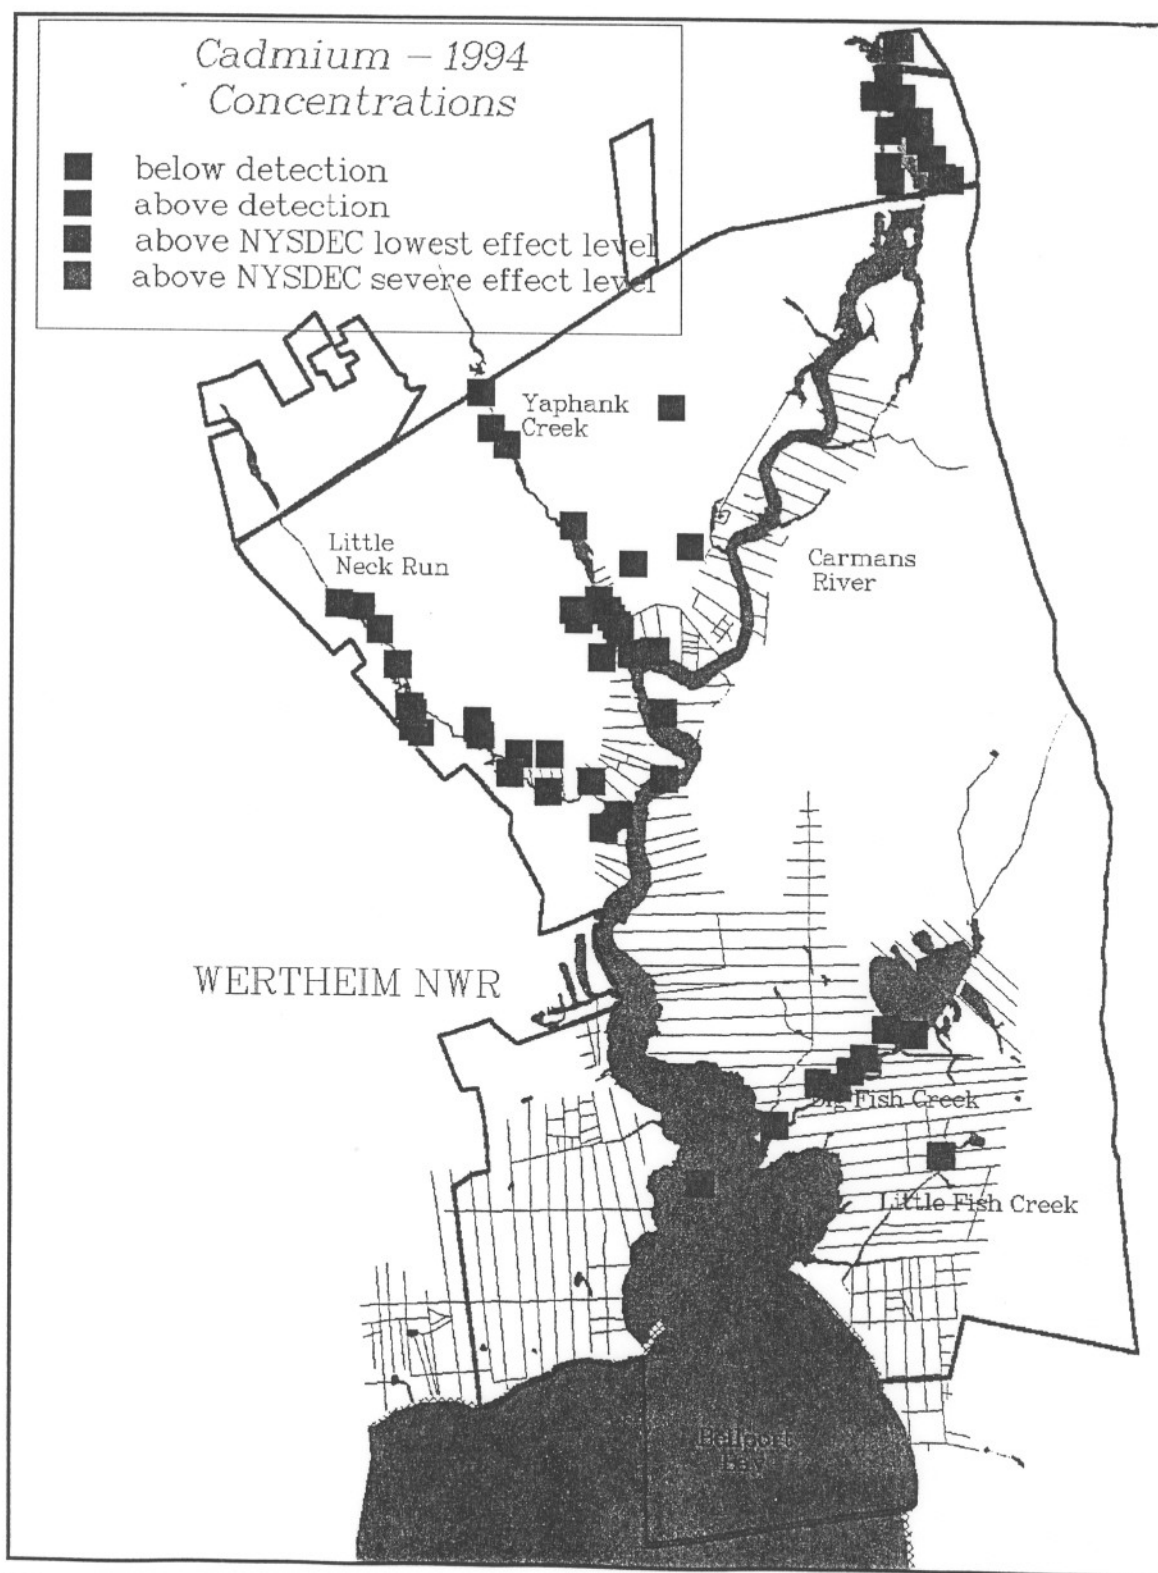 Cadmium - 1994
Concentrations
below detection
above detection
above NYSDEC lowest effect level
above NYSDEC severe effect level
Yaphank
Creek
Little
Neck Run
Carmans
River
WERTHEIM NWR
Big Fish Creek
Little Fish Creek
Bellport
Bay